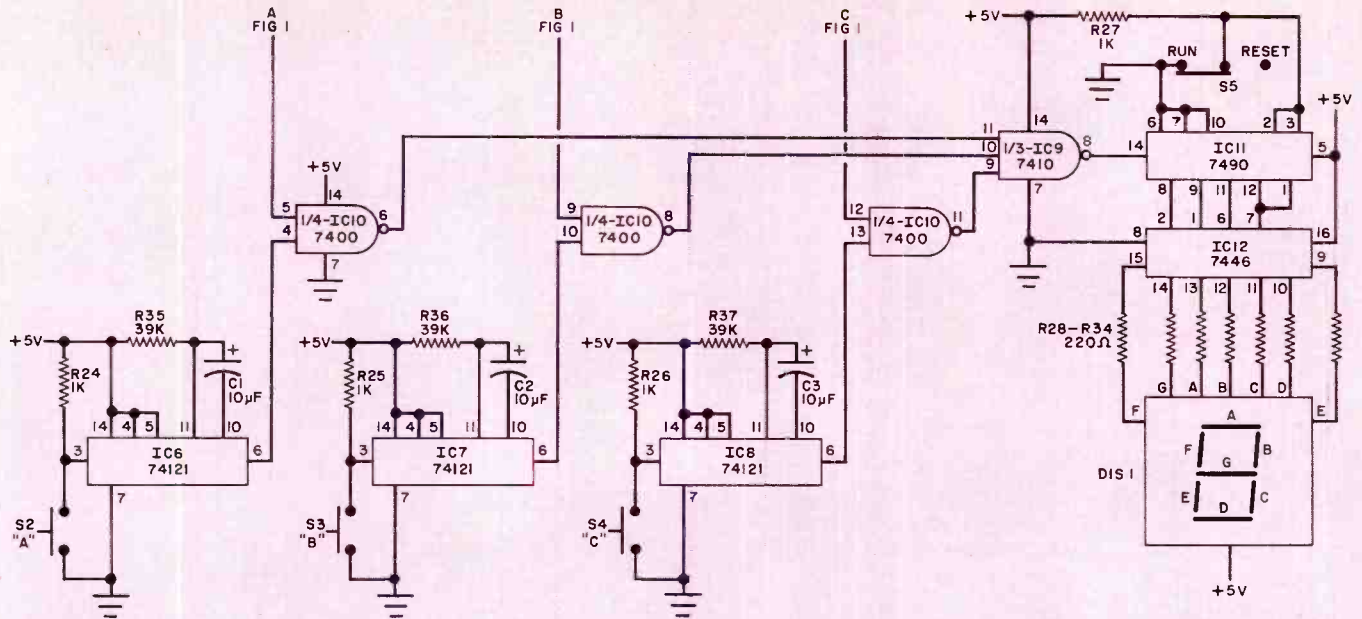 A
FIG 1
B
FIG 1
C
FIG 1
+5V
R27
1K
RUN
RESET
S5
+5V
6 7 10 2 3
14
11
10
9
1/3-IC9
7410
8
7
14
IC11
7490
5
8 9 11 12 1
2 1 6 7
8
15
IC12
7446
16
9
14 13 12 11 10
+5V
14
5
4
1/4-IC10
7400
6
7
9
10
1/4-IC10
7400
8
12
13
1/4-IC10
7400
11
R28-R34
220Ω
G A B C D
F
E
A
F
B
G
E
C
D
DIS 1
+5V
+5V
R35
39K
R24
1K
+
C1
10µF
14 4 5 11 10
3
IC6
74121
6
7
S2
"A"
+5V
R36
39K
R25
1K
+
C2
10µF
14 4 5 11 10
3
IC7
74121
6
7
S3
"B"
+5V
R37
39K
R26
1K
+
C3
10µF
14 4 5 11 10
3
IC8
74121
6
7
S4
"C"